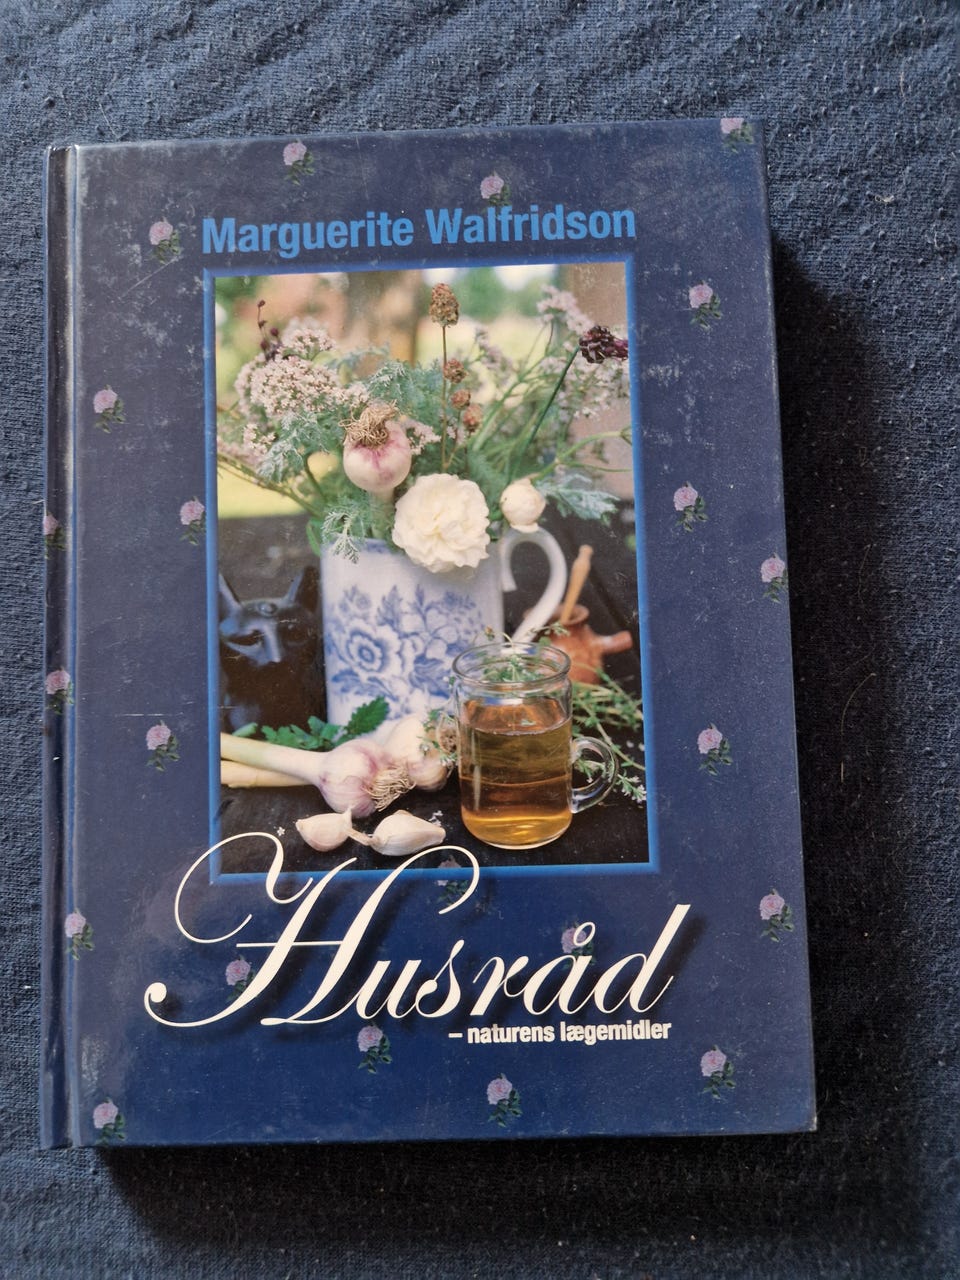 Marguerite Walfridson
Husråd
– naturens lægemidler